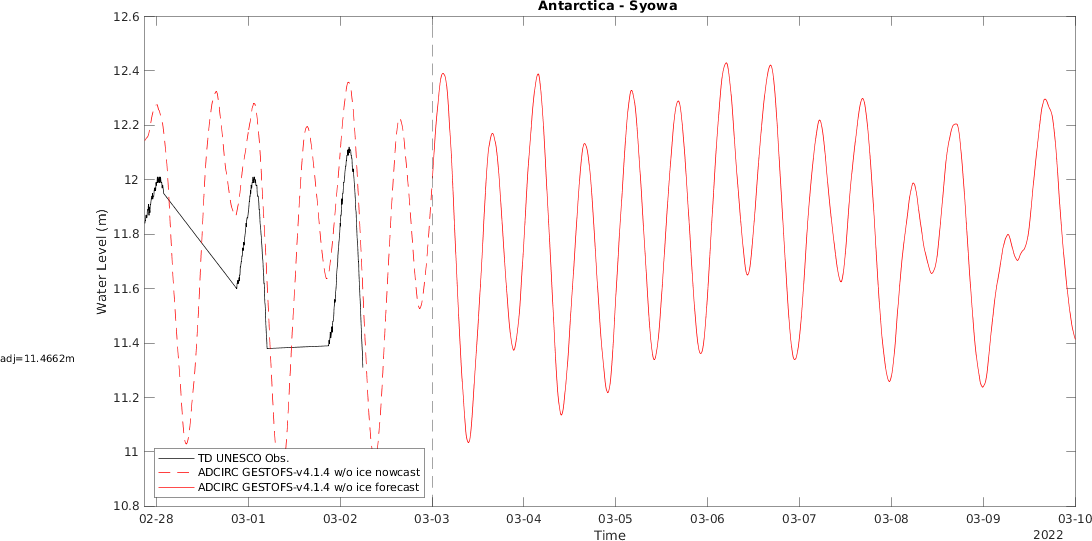 Antarctica - Syowa
12.6
12.4
12.2
12
11.8
11.6
11.4
11.2
11
10.8
Water Level (m)
adj=11.4662m
TD UNESCO Obs.
ADCIRC GESTOFS-v4.1.4 w/o ice nowcast
ADCIRC GESTOFS-v4.1.4 w/o ice forecast
02-28 03-01 03-02 03-03 03-04 03-05 03-06 03-07 03-08 03-09 03-10
Time
2022